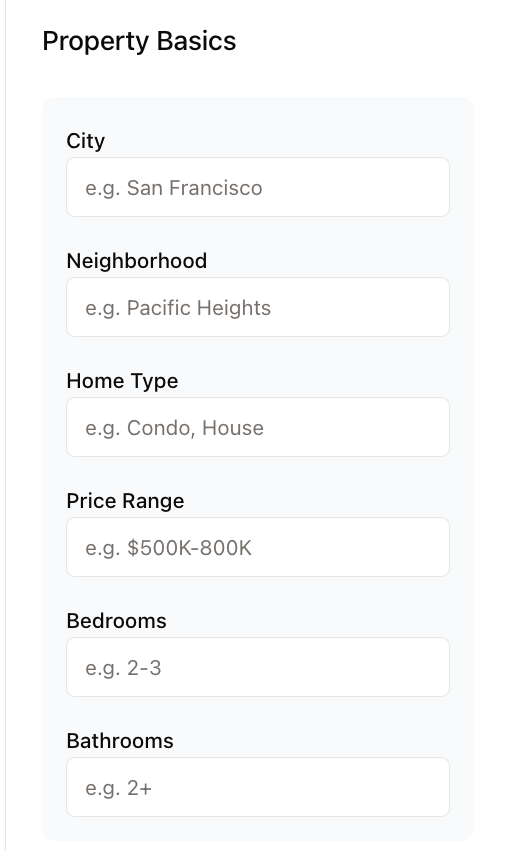 Property Basics
City
e.g. San Francisco
Neighborhood
e.g. Pacific Heights
Home Type
e.g. Condo, House
Price Range
e.g. $500K-800K
Bedrooms
e.g. 2-3
Bathrooms
e.g. 2+